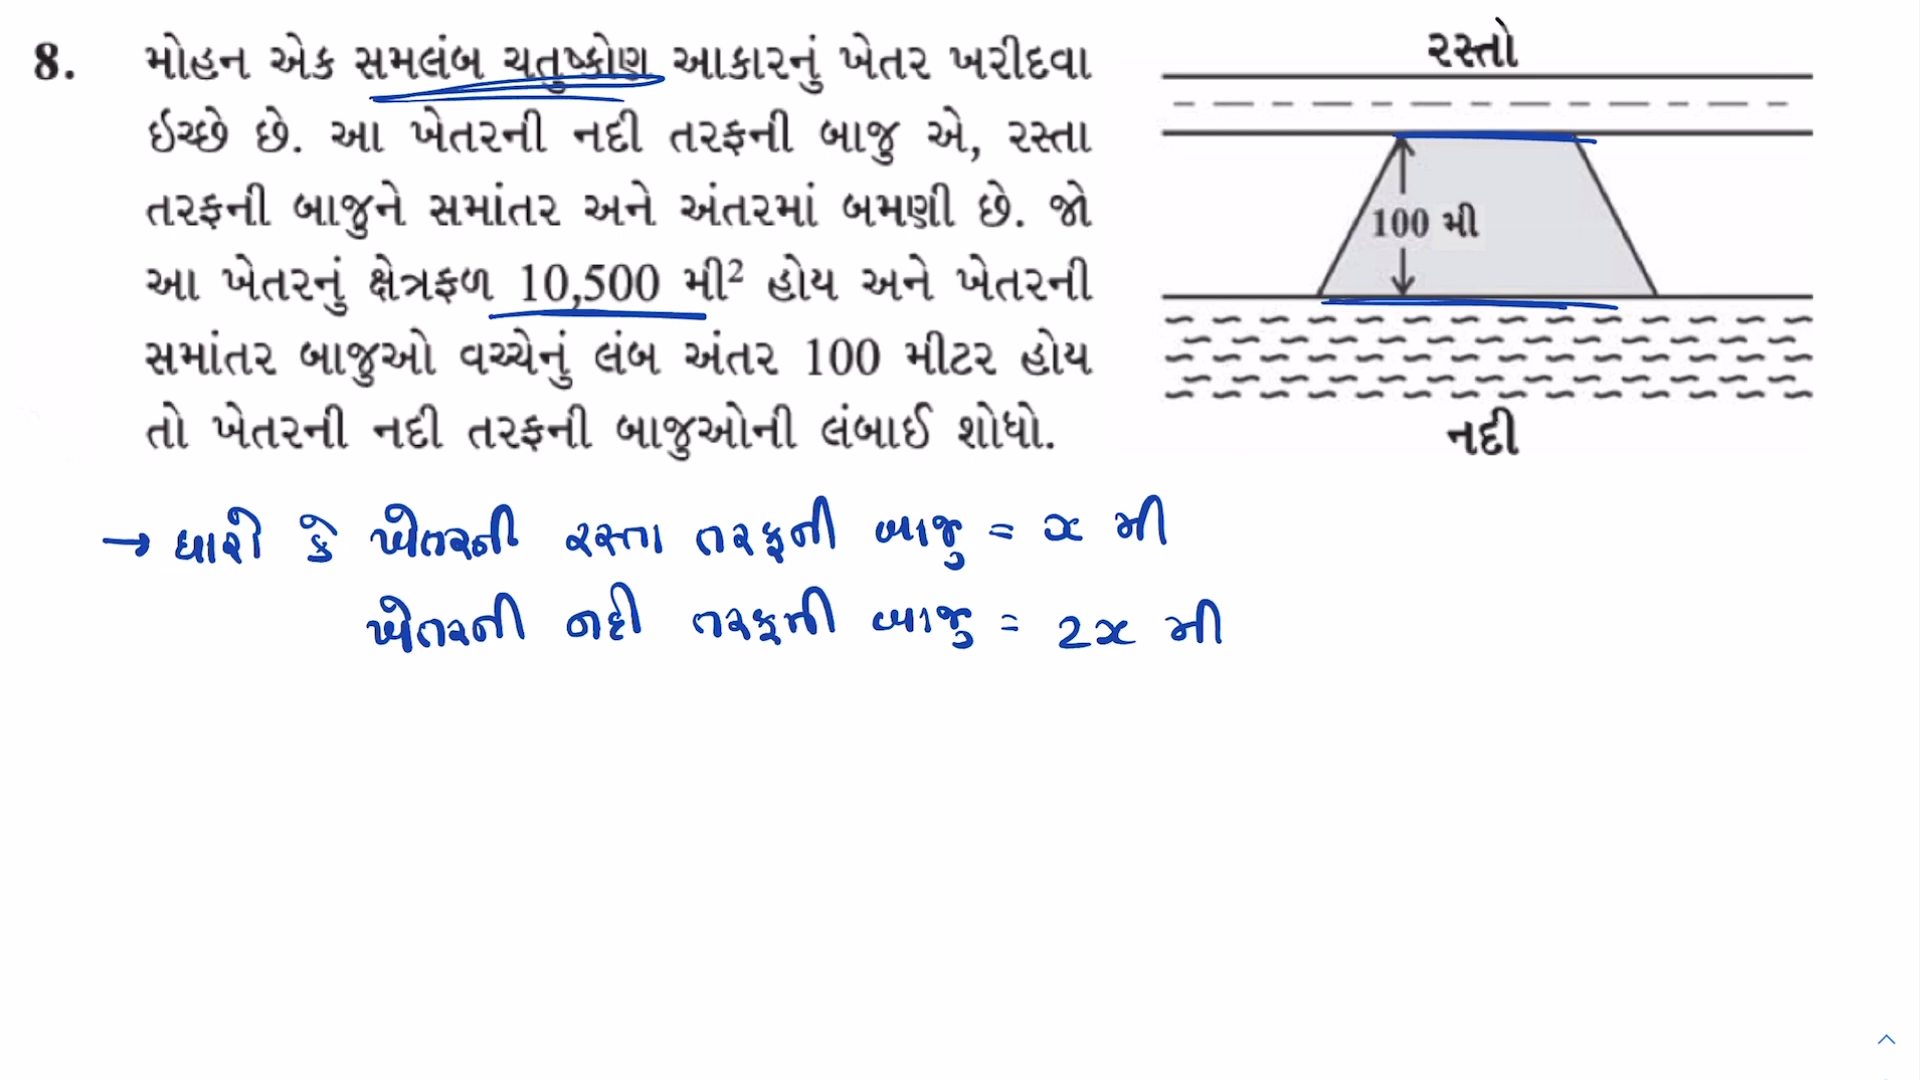 8. મોહન એક સમલંબ ચતુષ્કોણ આકારનું ખેતર ખરીદવા
ઇચ્છે છે. આ ખેતરની નદી તરફની બાજુ એ, રસ્તા
તરફની બાજુને સમાંતર અને અંતરમાં બમણી છે. જો
આ ખેતરનું ક્ષેત્રફળ 10,500 મી² હોય અને ખેતરની
સમાંતર બાજુઓ વચ્ચેનું લંબ અંતર 100 મીટર હોય
તો ખેતરની નદી તરફની બાજુઓની લંબાઈ શોધો.
રસ્તો
100 મી
નદી
→ ધારો કે ખેતરની રસ્તા તરફની બાજુ = x મી
ખેતરની નદી તરફની બાજુ = 2x મી